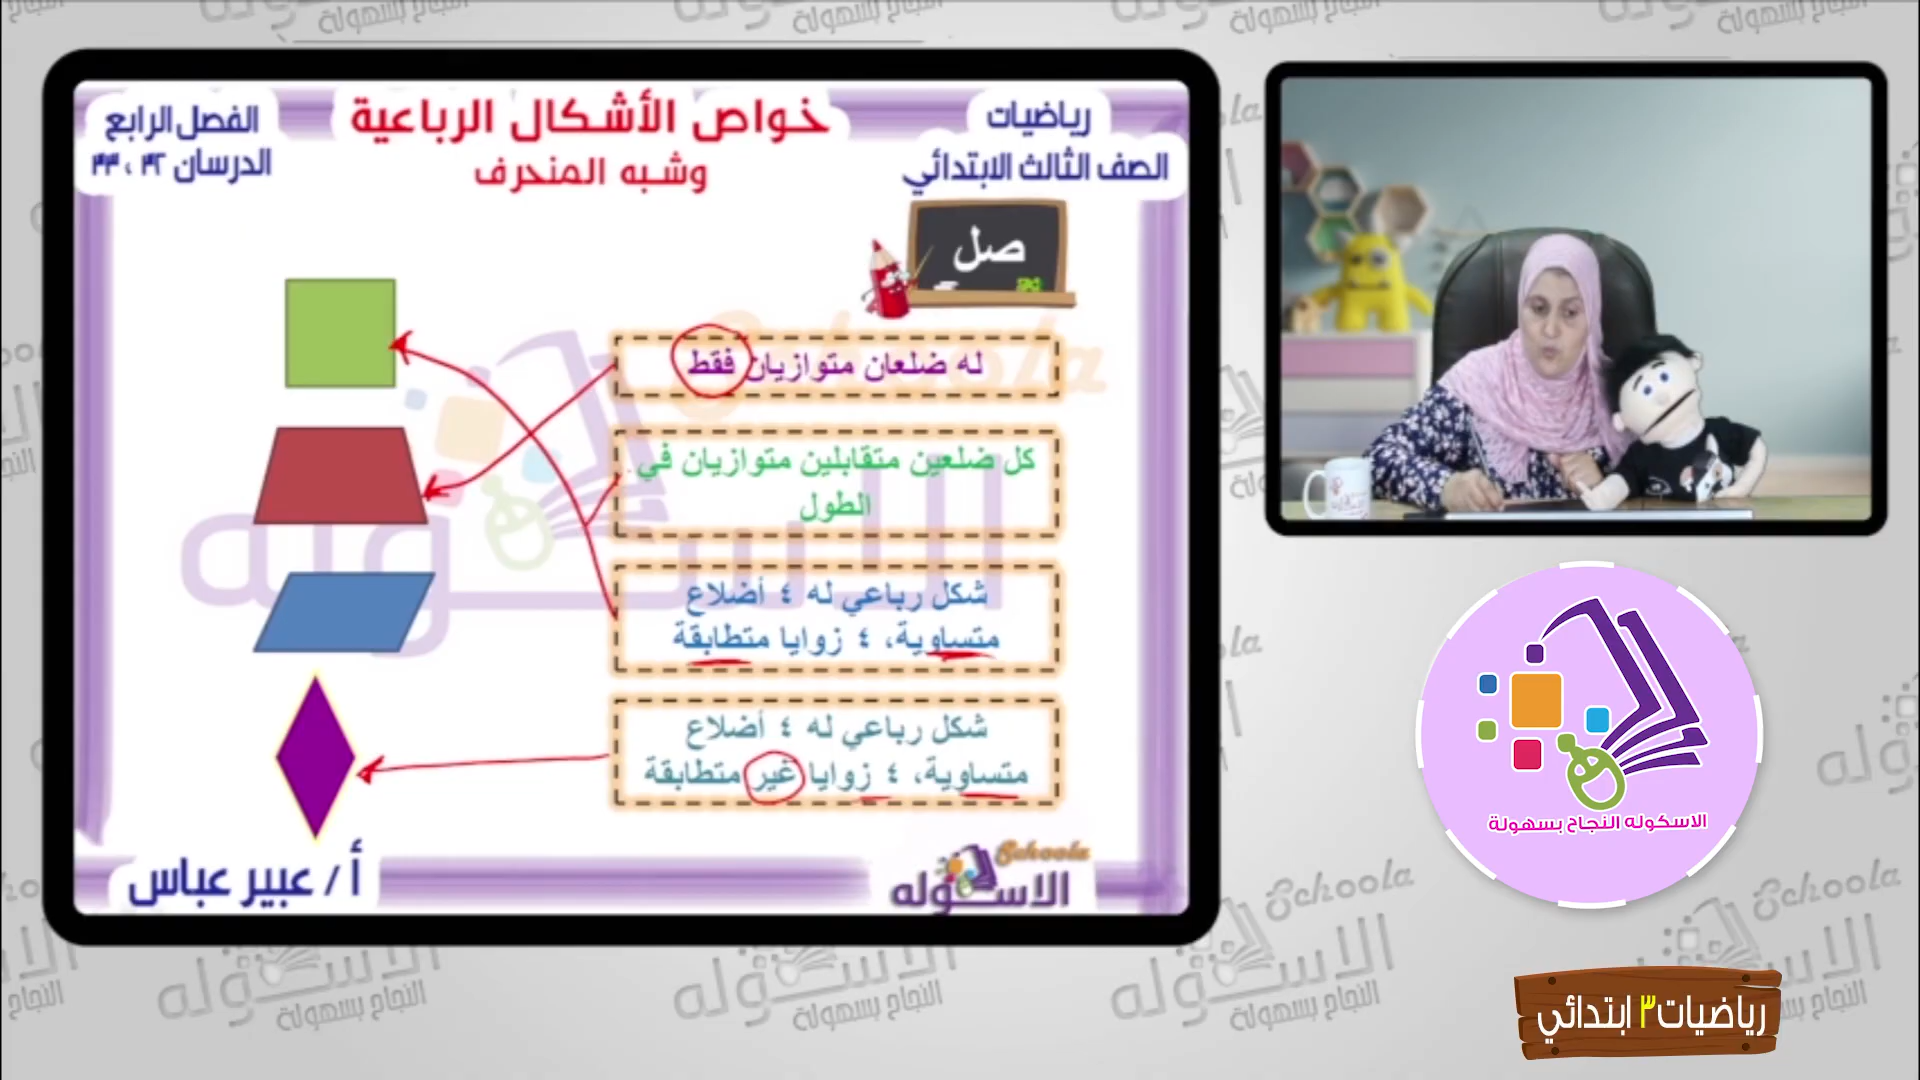 رياضيات
الصف الثالث الابتدائي
خواص الأشكال الرباعية
وشبه المنحرف
الفصل الرابع
الدرسان ٣٢ ، ٣٣
صل
له ضلعان متوازيان فقط
كل ضلعين متقابلين متوازيان في
الطول
شكل رباعي له ٤ أضلاع
متساوية، ٤ زوايا متطابقة
شكل رباعي له ٤ أضلاع
متساوية، ٤ زوايا غير متطابقة
أ / عبير عباس
Schoola
الاسكوله
الاسكوله النجاح بسهولة
رياضيات٣ ابتدائي